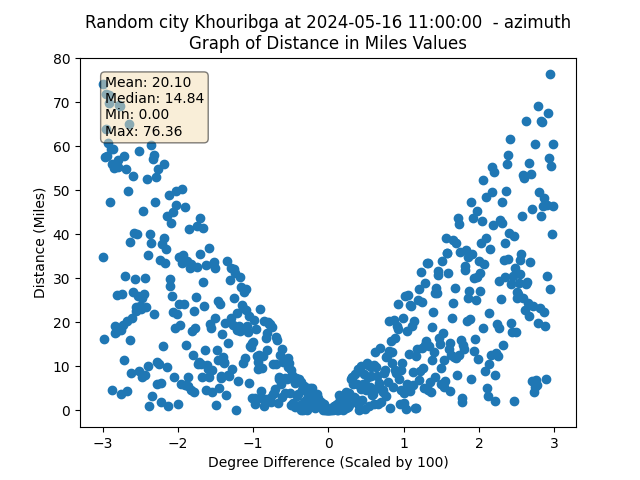 Random city Khouribga at 2024-05-16 11:00:00 - azimuth
Graph of Distance in Miles Values
80
70
60
50
40
30
20
10
0
Distance (Miles)
Mean: 20.10
Median: 14.84
Min: 0.00
Max: 76.36
−3 −2 −1 0 1 2 3
Degree Difference (Scaled by 100)